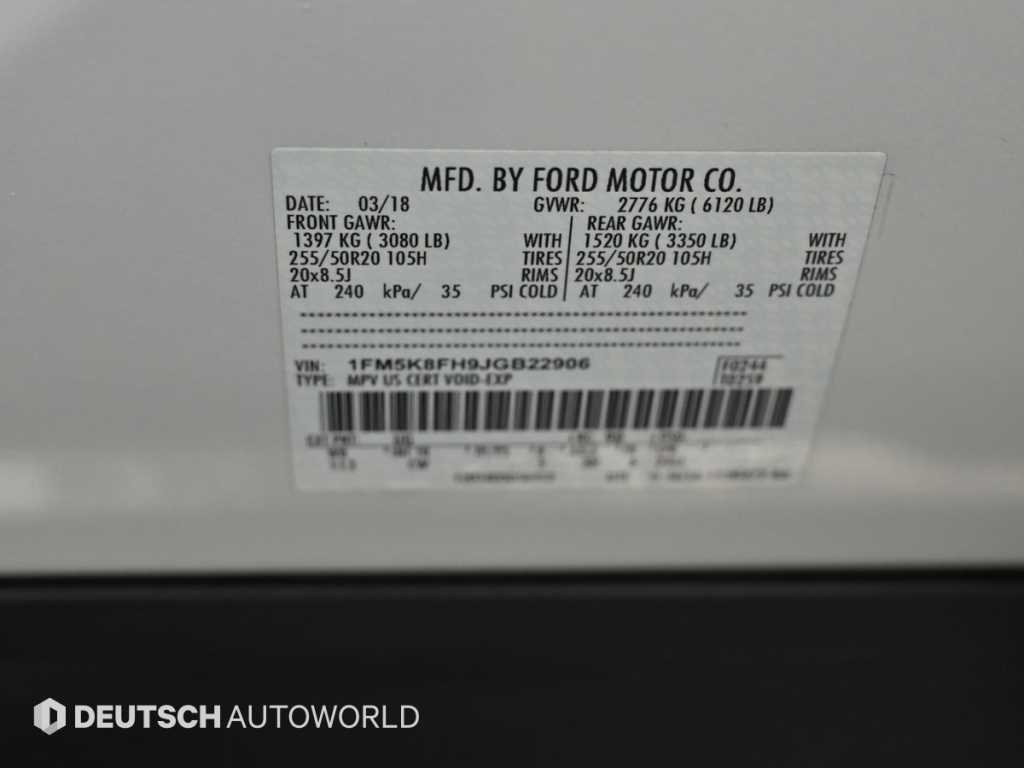 MFD. BY FORD MOTOR CO.
DATE: 03/18 GVWR: 2776 KG ( 6120 LB)
FRONT GAWR: REAR GAWR:
1397 KG ( 3080 LB) WITH 1520 KG ( 3350 LB) WITH
255/50R20 105H TIRES 255/50R20 105H TIRES
20x8.5J RIMS 20x8.5J RIMS
AT 240 kPa/ 35 PSI COLD AT 240 kPa/ 35 PSI COLD
VIN: 1FM5K8FH9JGB22906 F0244
TYPE: MPV US CERT VOID-EXP
DEUTSCH AUTOWORLD